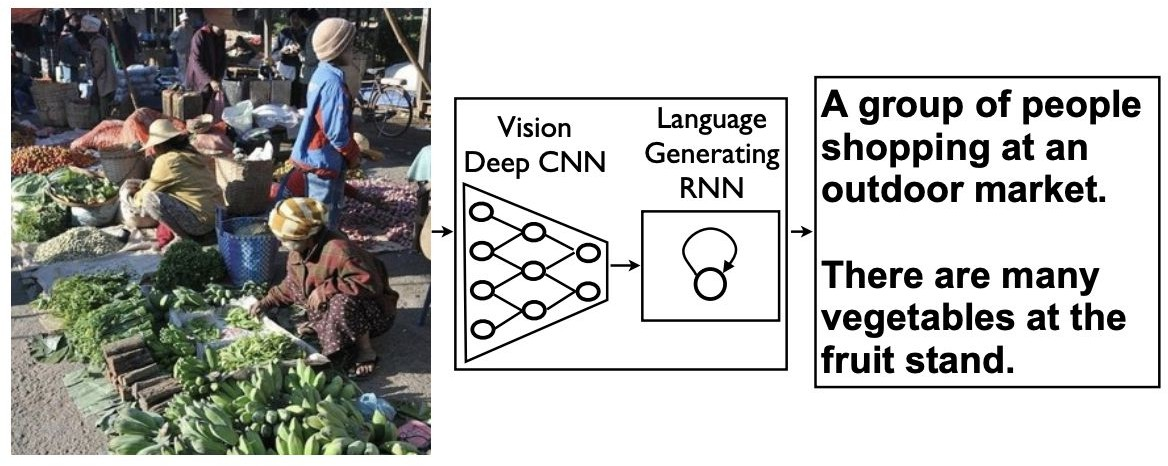 Vision
Deep CNN
Language
Generating
RNN
A group of people
shopping at an
outdoor market.
There are many
vegetables at the
fruit stand.